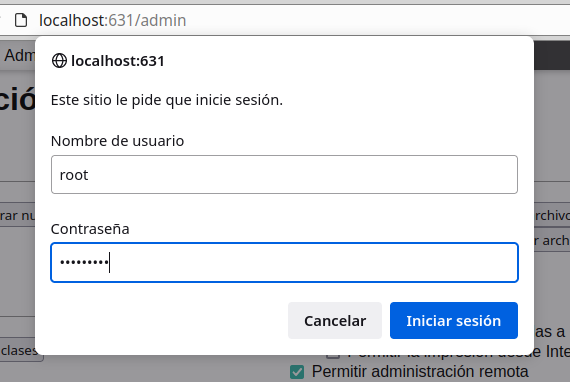 localhost:631/admin
Adm
ció
localhost:631
Este sitio le pide que inicie sesión.
Nombre de usuario
root
Contraseña
•••••••••
Cancelar
Iniciar sesión
rar nu
rchivo
r arch
as a
clases
Permitir la impresión desde Inte
Permitir administración remota